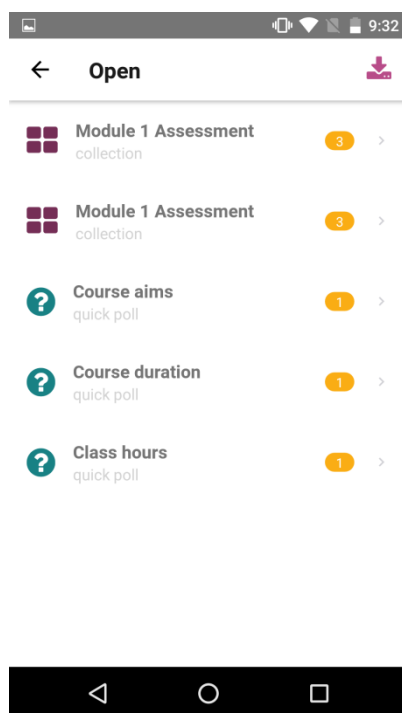 9:32
Open
Module 1 Assessment
collection
3
Module 1 Assessment
collection
3
Course aims
quick poll
1
Course duration
quick poll
1
Class hours
quick poll
1